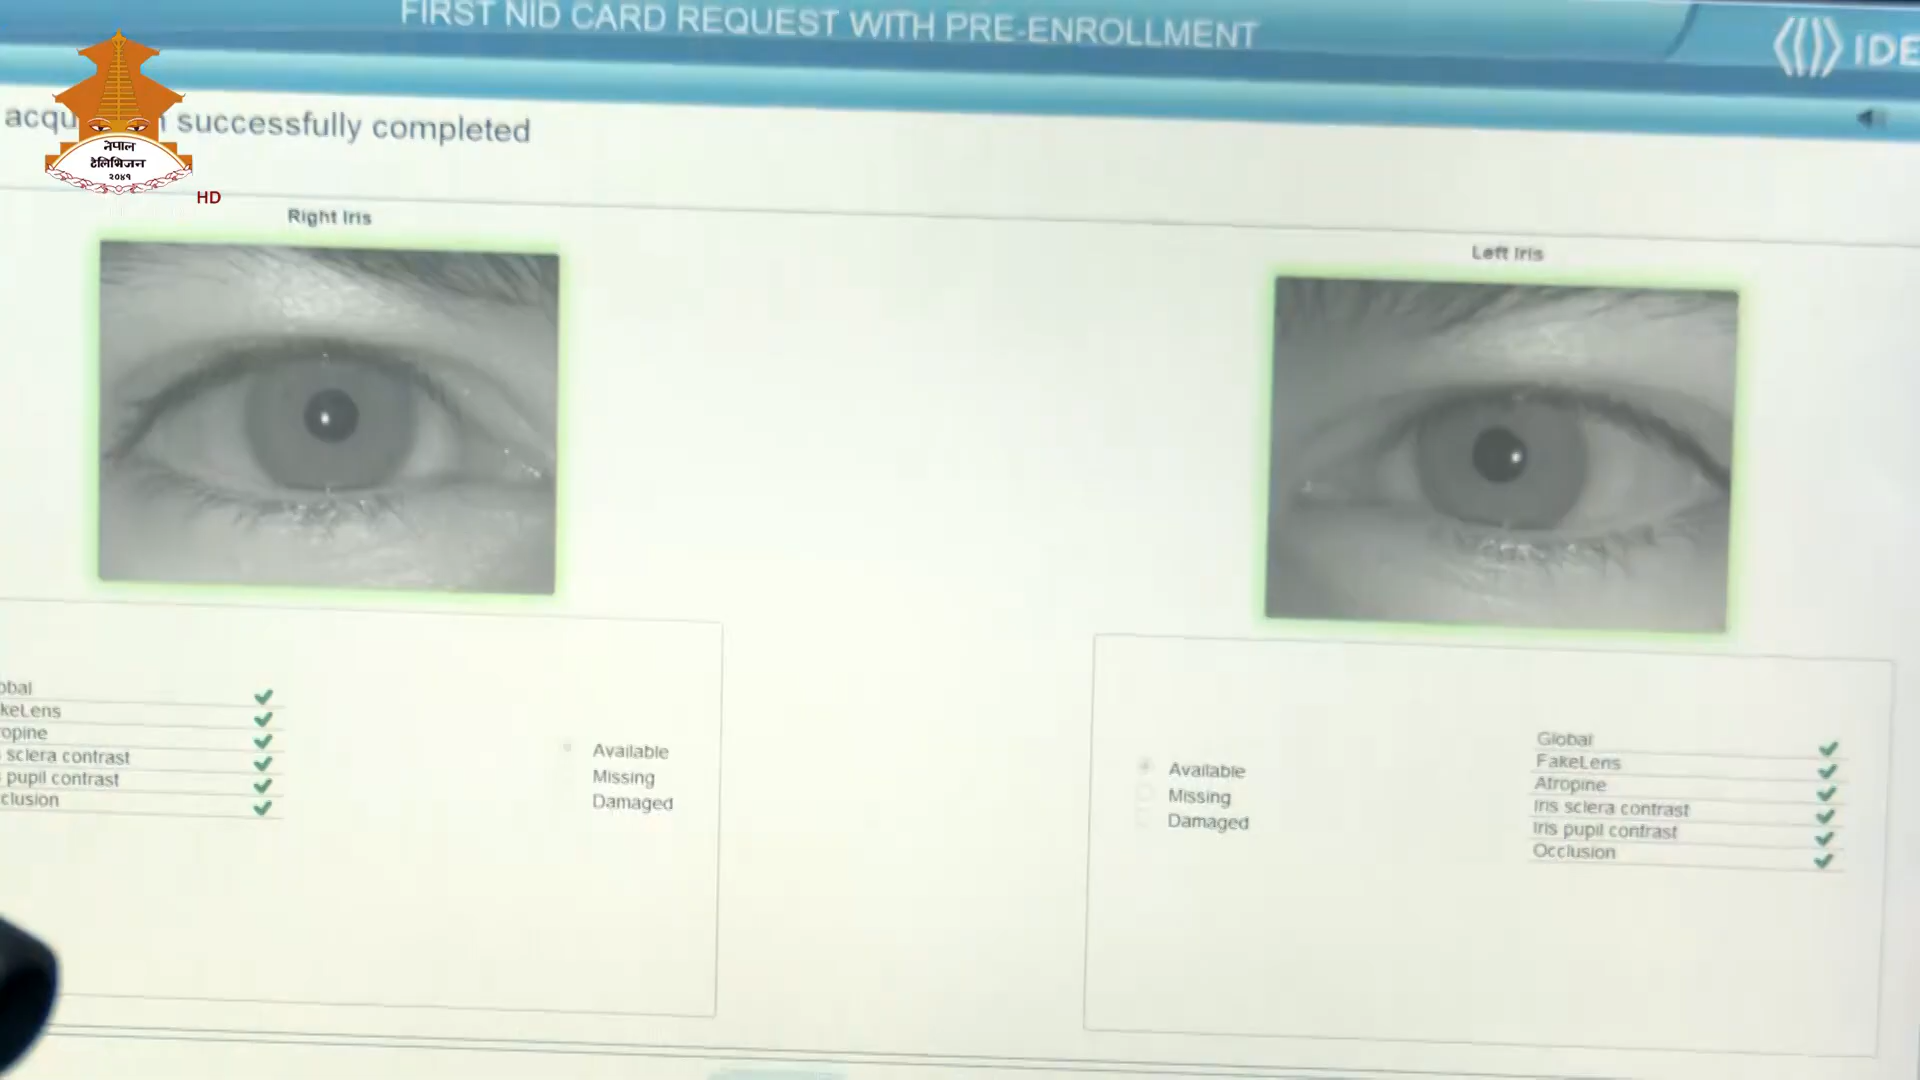 FIRST NID CARD REQUEST WITH PRE-ENROLLMENT
IDE
acqu n successfully completed
नेपाल
टेलिभिजन
२०४१
HD
Right Iris
Left Iris
obal
keLens
opine
sclera contrast
pupil contrast
clusion
Available
Missing
Damaged
Available
Missing
Damaged
Global
FakeLens
Atropine
Iris sclera contrast
Iris pupil contrast
Occlusion